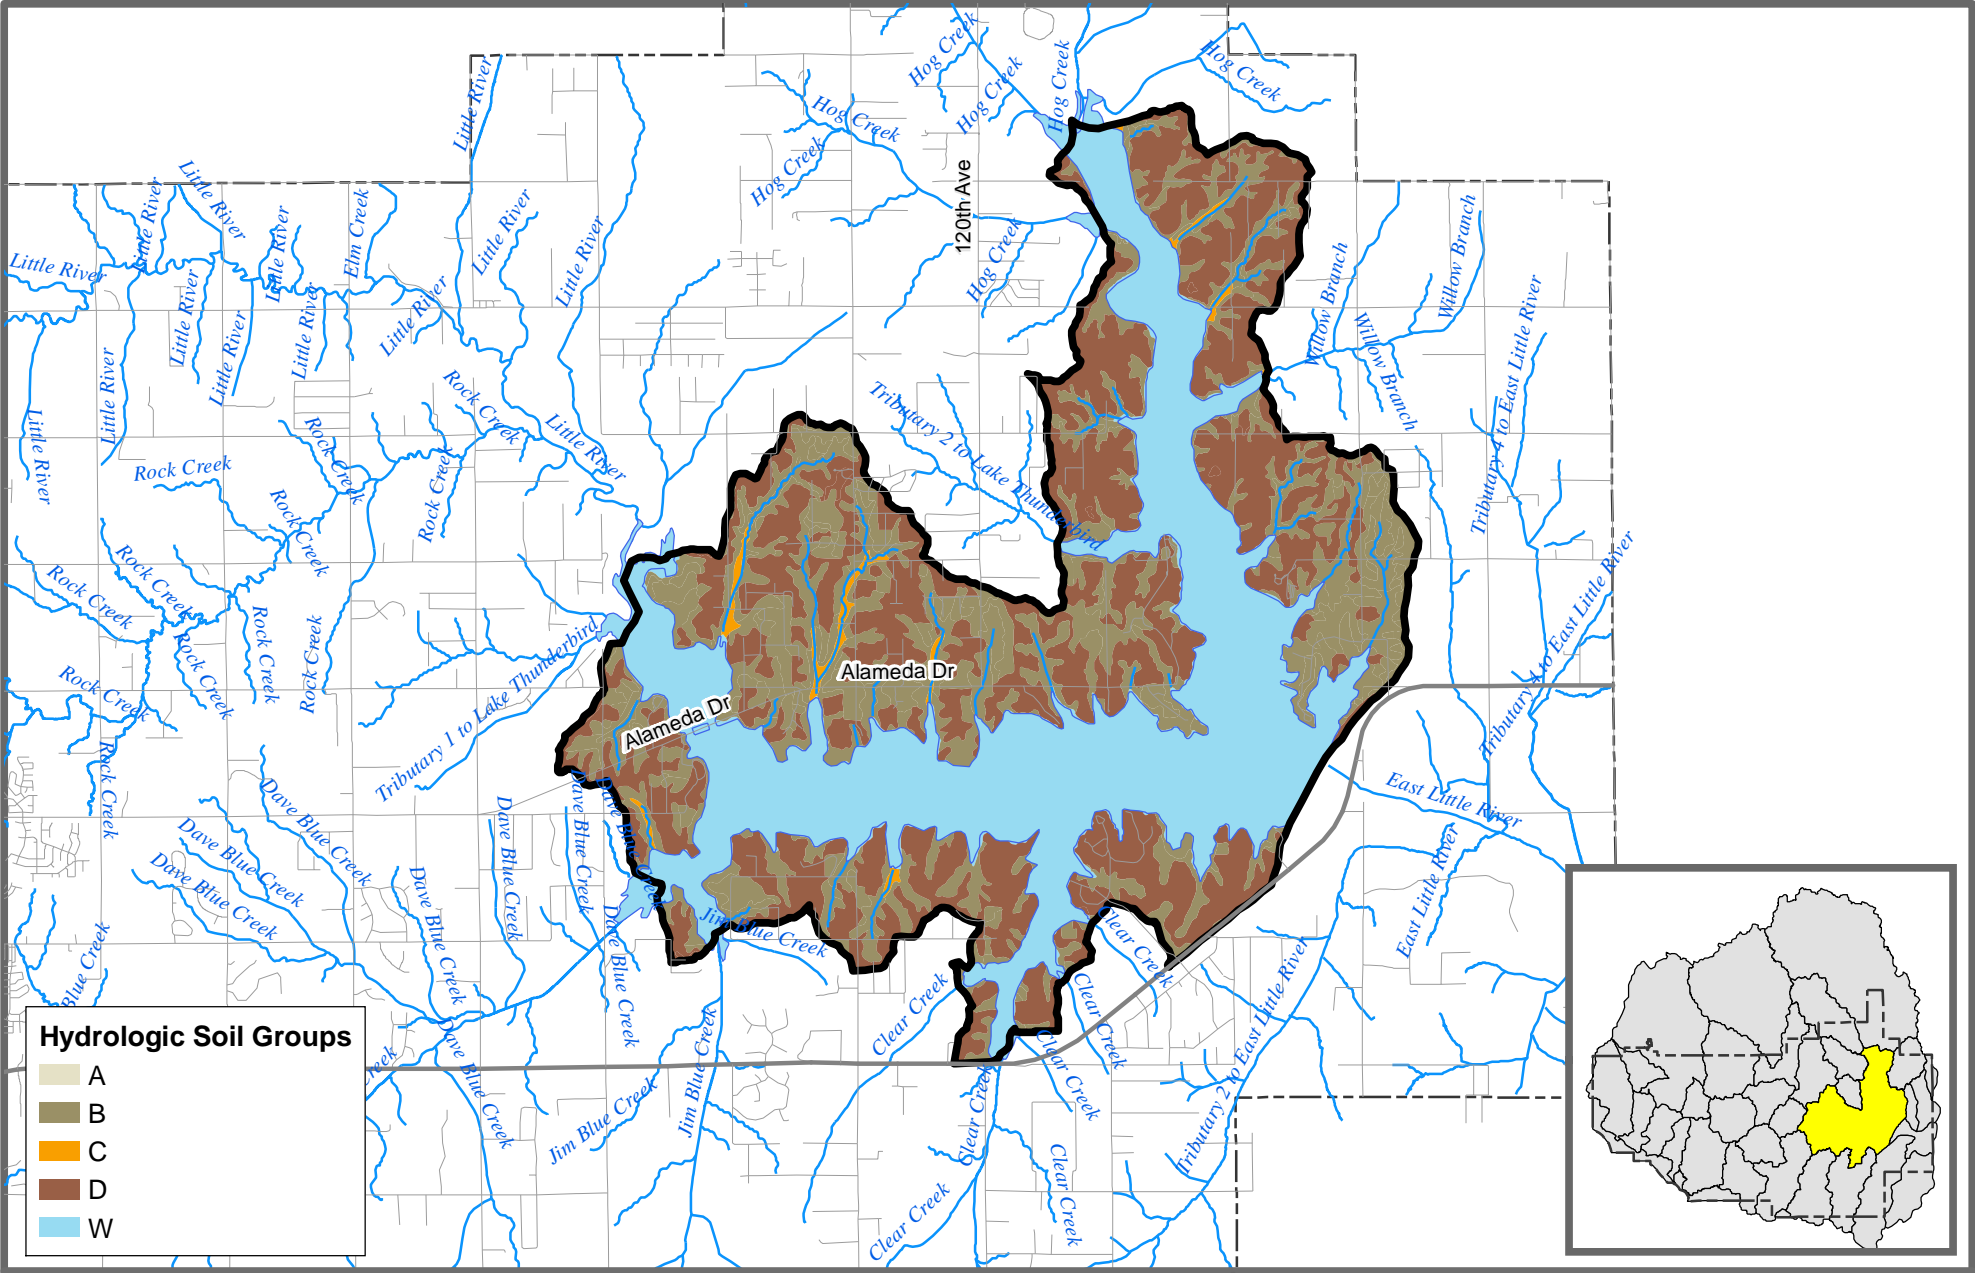 Hog Creek
Hog Creek
Hog Creek
Hog Creek
Little River
Hog Creek
Hog Creek
120th Ave
Hog Creek
Little River
Little River
Little River
Elm Creek
Little River
Little River
Little River
Little River
Little River
Little River
Little River
Little River
Little River
Willow Branch
Willow Branch
Willow Branch
Tributary 4 to East Little River
Little River
Little River
Rock Creek
Little River
Tributary 2 to Lake Thunderbird
Rock Creek
Rock Creek
Rock Creek
Rock Creek
Rock Creek
Rock Creek
Rock Creek
Rock Creek
Rock Creek
Rock Creek
Rock Creek
Rock Creek
Tributary 1 to Lake Thunderbird
Alameda Dr
Alameda Dr
Tributary 4 to East Little River
East Little River
East Little River
Dave Blue Creek
Dave Blue Creek
Dave Blue Creek
Dave Blue Creek
Dave Blue Creek
Dave Blue Creek
Dave Blue Creek
Dave Blue Creek
Dave Blue Creek
Jim Blue Creek
Jim Blue Creek
Jim Blue Creek
Clear Creek
Clear Creek
Clear Creek
Clear Creek
Clear Creek
Clear Creek
Clear Creek
Tributary 2 to East Little River
Blue Creek
Creek
Hydrologic Soil Groups
A
B
C
D
W